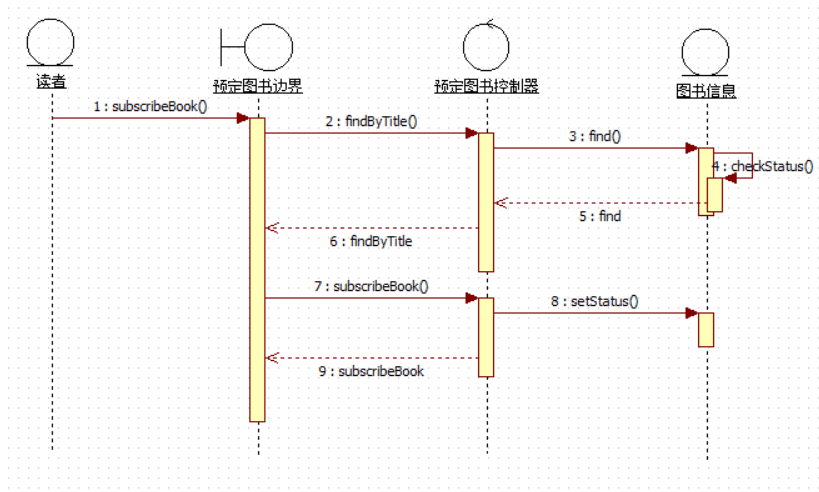 读者
预定图书边界
预定图书控制器
图书信息
1 : subscribeBook()
2 : findByTitle()
3 : find()
4 : checkStatus()
5 : find
6 : findByTitle
7 : subscribeBook()
8 : setStatus()
9 : subscribeBook